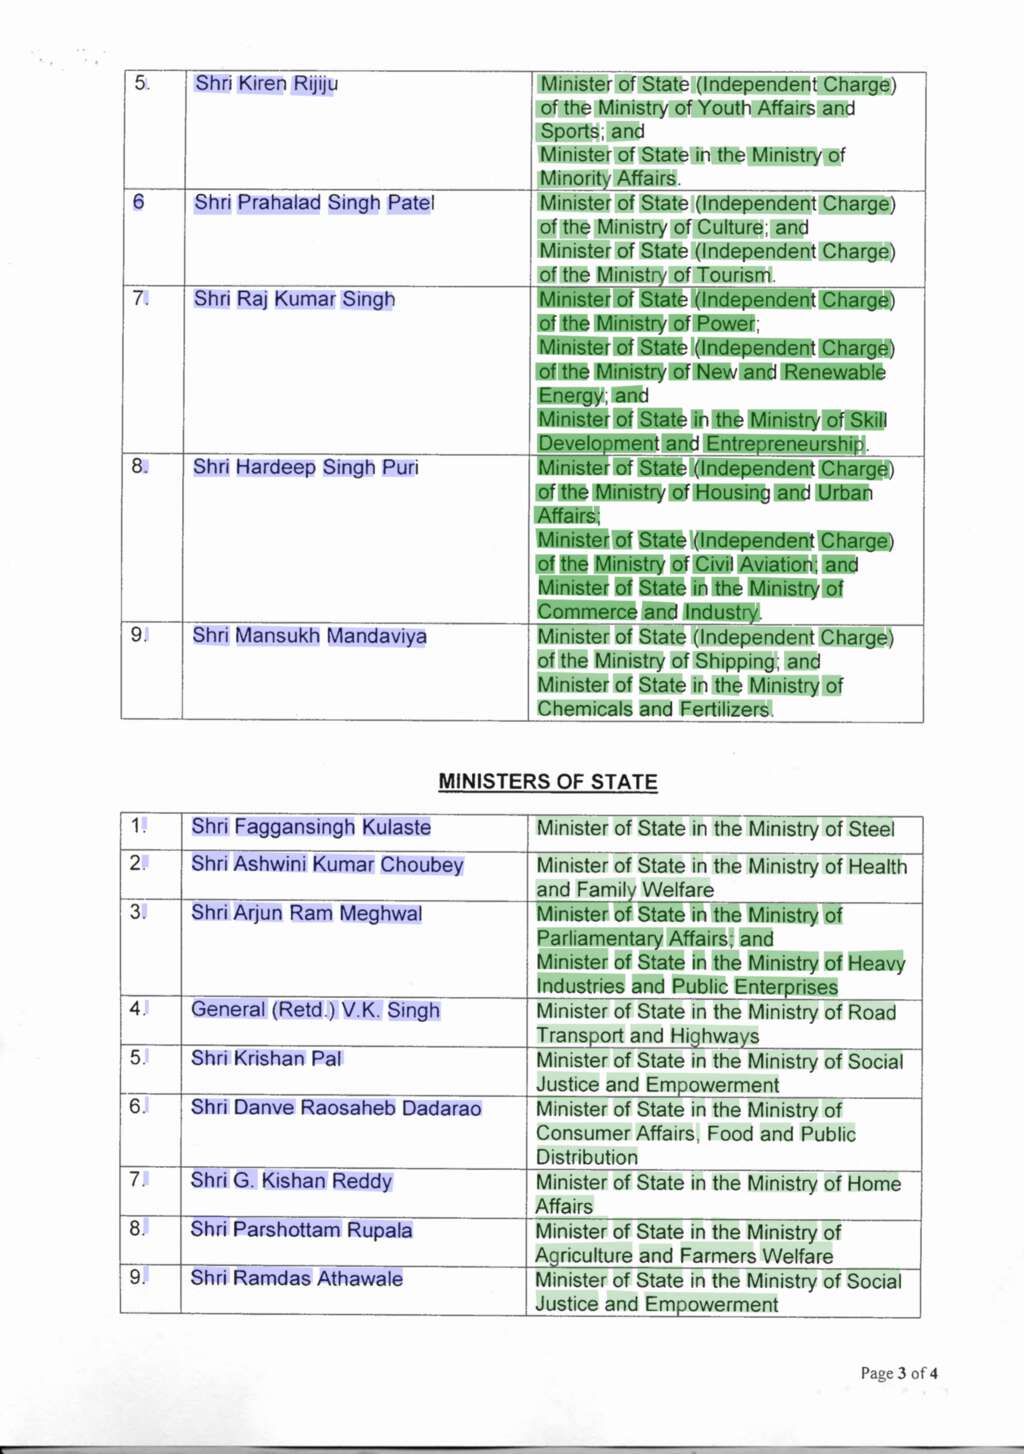 5. Shri Kiren Rijiju Minister of State (Independent Charge)
of the Ministry of Youth Affairs and
Sports; and
Minister of State in the Ministry of
Minority Affairs.
6 Shri Prahalad Singh Patel Minister of State (Independent Charge)
of the Ministry of Culture; and
Minister of State (Independent Charge)
of the Ministry of Tourism.
7. Shri Raj Kumar Singh Minister of State (Independent Charge)
of the Ministry of Power;
Minister of State (Independent Charge)
of the Ministry of New and Renewable
Energy; and
Minister of State in the Ministry of Skill
Development and Entrepreneurship.
8. Shri Hardeep Singh Puri Minister of State (Independent Charge)
of the Ministry of Housing and Urban
Affairs;
Minister of State (Independent Charge)
of the Ministry of Civil Aviation; and
Minister of State in the Ministry of
Commerce and Industry.
9. Shri Mansukh Mandaviya Minister of State (Independent Charge)
of the Ministry of Shipping; and
Minister of State in the Ministry of
Chemicals and Fertilizers.
MINISTERS OF STATE
1. Shri Faggansingh Kulaste Minister of State in the Ministry of Steel
2. Shri Ashwini Kumar Choubey Minister of State in the Ministry of Health
and Family Welfare
3. Shri Arjun Ram Meghwal Minister of State in the Ministry of
Parliamentary Affairs; and
Minister of State in the Ministry of Heavy
Industries and Public Enterprises
4. General (Retd.) V.K. Singh Minister of State in the Ministry of Road
Transport and Highways
5. Shri Krishan Pal Minister of State in the Ministry of Social
Justice and Empowerment
6. Shri Danve Raosaheb Dadarao Minister of State in the Ministry of
Consumer Affairs, Food and Public
Distribution
7. Shri G. Kishan Reddy Minister of State in the Ministry of Home
Affairs
8. Shri Parshottam Rupala Minister of State in the Ministry of
Agriculture and Farmers Welfare
9. Shri Ramdas Athawale Minister of State in the Ministry of Social
Justice and Empowerment
Page 3 of 4